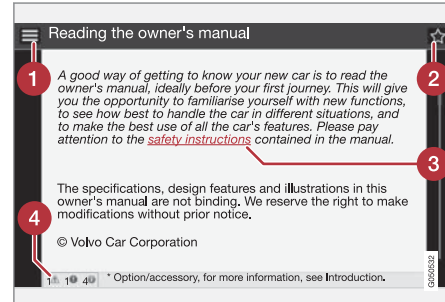 Reading the owner's manual
1
2
A good way of getting to know your new car is to read the
owner's manual, ideally before your first journey. This will give
you the opportunity to familiarise yourself with new functions,
to see how best to handle the car in different situations, and
to make the best use of all the car's features. Please pay
attention to the safety instructions contained in the manual.
3
The specifications, design features and illustrations in this
owner's manual are not binding. We reserve the right to make
modifications without prior notice.
4
© Volvo Car Corporation
1 1 4 * Option/accessory, for more information, see Introduction.
G050532